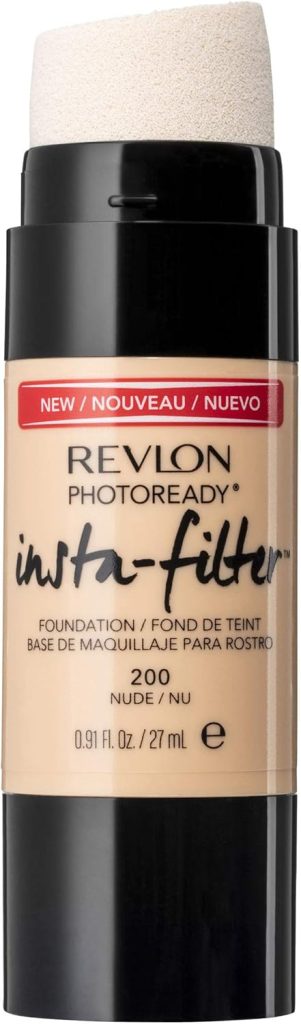 NEW / NOUVEAU / NUEVO
REVLON
PHOTOREADY®
insta-filter™
FOUNDATION / FOND DE TEINT
BASE DE MAQUILLAJE PARA ROSTRO
200
NUDE / NU
0.91 Fl. Oz. / 27 mL ℮